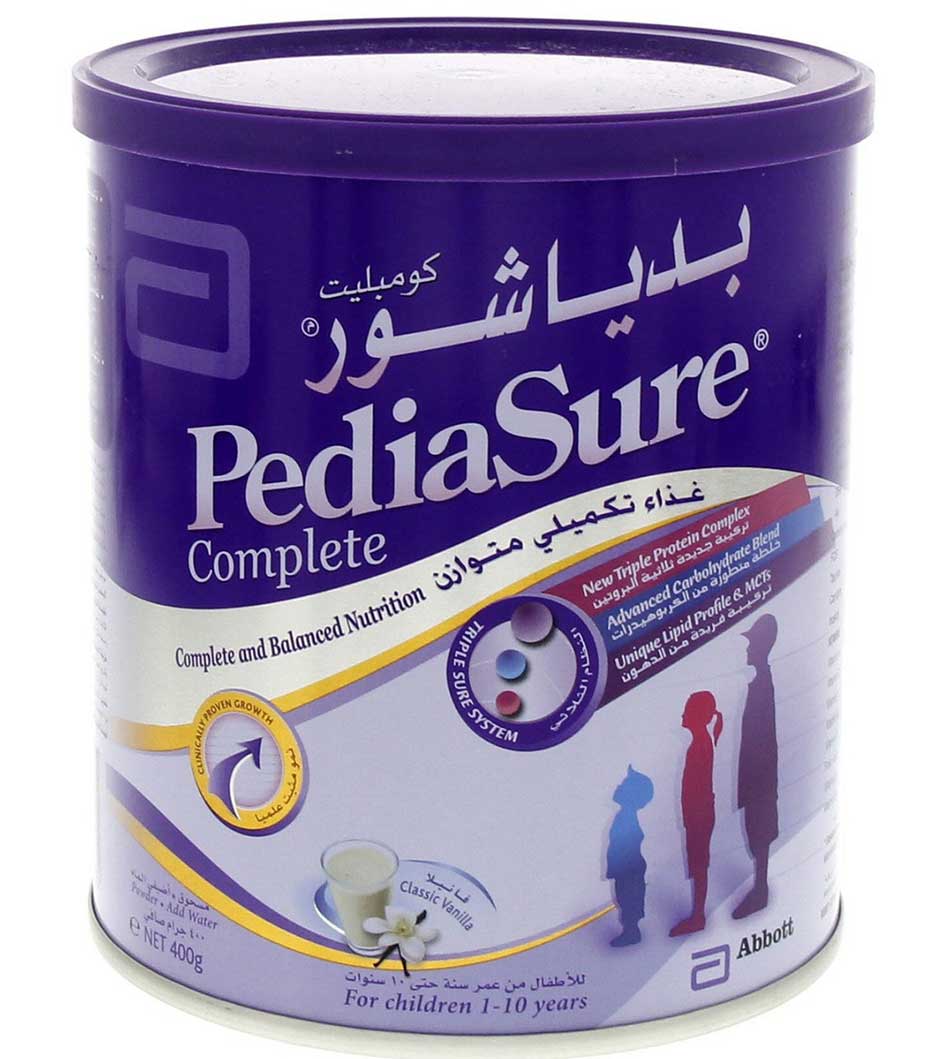 بدياشور
كومبليت
PediaSure®
Complete
غذاء تكميلي متوازن
Complete and Balanced Nutrition
New Triple Protein Complex
تركيبة جديدة ثلاثية البروتين
Advanced Carbohydrate Blend
خلطة متطورة من الكربوهيدرات
Unique Lipid Profile & MCTs
تركيبة فريدة من الدهون
TRIPLE SURE SYSTEM
النظام الثلاثي
CLINICALLY PROVEN GROWTH
نمو مثبت علميا
فانيلا
Classic Vanilla
مسحوق • أضيفي الماء
Powder • Add Water
٤٠٠ جرام صافي
℮ NET 400g
للأطفال من عمر سنة حتى ١٠ سنوات
For children 1-10 years
Abbott